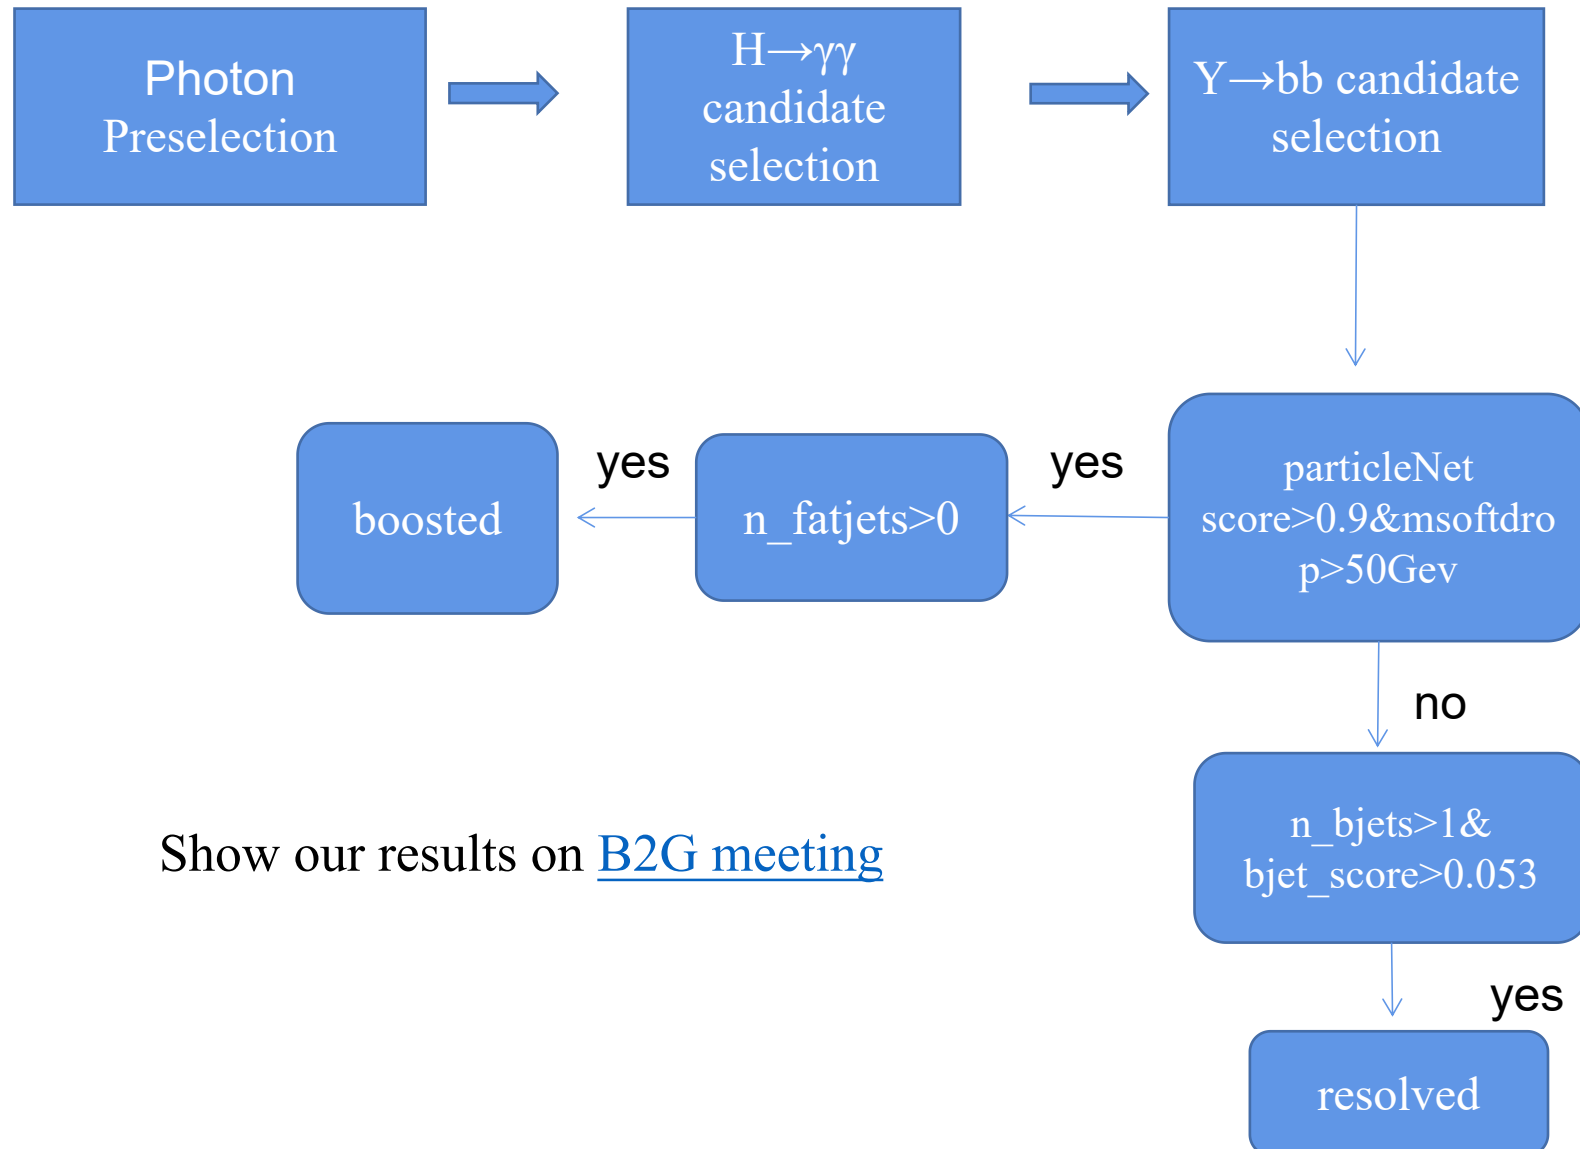 Photon
Preselection
H→γγ
candidate
selection
Y→bb candidate
selection
boosted
yes
n_fatjets>0
yes
particleNet
score>0.9&msoftdro
p>50Gev
no
n_bjets>1&
bjet_score>0.053
Show our results on B2G meeting
yes
resolved